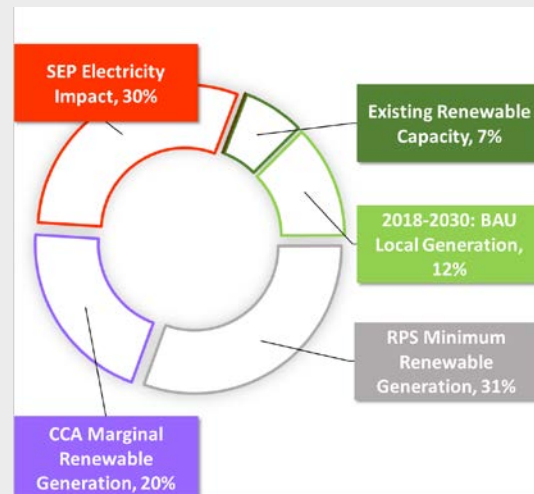 SEP Electricity
Impact, 30%
Existing Renewable
Capacity, 7%
2018-2030: BAU
Local Generation,
12%
RPS Minimum
Renewable
Generation, 31%
CCA Marginal
Renewable
Generation, 20%